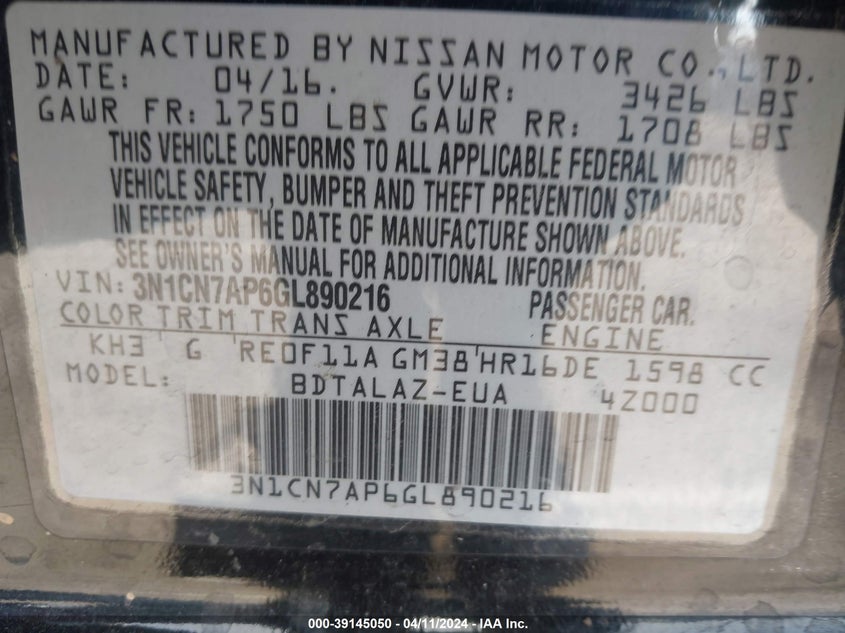 MANUFACTURED BY NISSAN MOTOR CO., LTD.
DATE: 04/16. GVWR: 3426 LBS
GAWR FR: 1750 LBS GAWR RR: 1708 LBS
THIS VEHICLE CONFORMS TO ALL APPLICABLE FEDERAL MOTOR
VEHICLE SAFETY, BUMPER AND THEFT PREVENTION STANDARDS
IN EFFECT ON THE DATE OF MANUFACTURE SHOWN ABOVE.
SEE OWNER'S MANUAL FOR ADDITIONAL INFORMATION.
VIN: 3N1CN7AP6GL890216 PASSENGER CAR.
COLOR TRIM TRANS AXLE ENGINE
KH3 G RE0F11A GM38 HR16DE 1598 CC
MODEL: BDTALAZ-EUA 4Z000
3N1CN7AP6GL890216
000-39145050 - 04/11/2024 - IAA Inc.